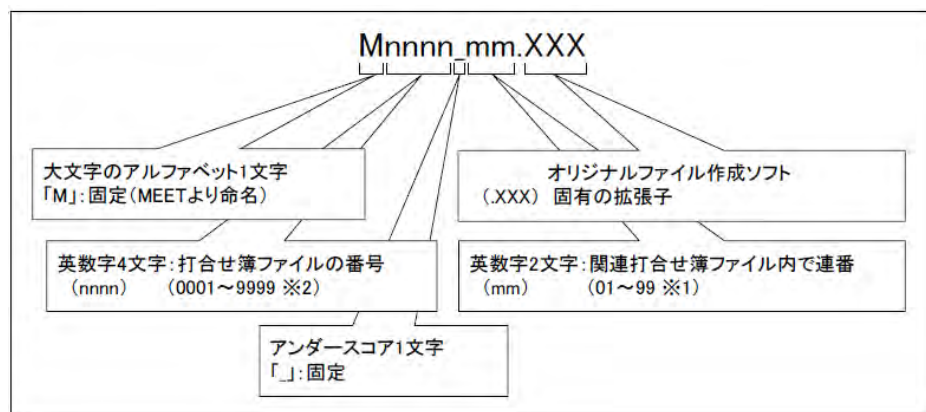 Mnnnn_mm.XXX
大文字のアルファベット1文字
「M」:固定(MEETより命名)
オリジナルファイル作成ソフト
(.XXX) 固有の拡張子
英数字4文字:打合せ簿ファイルの番号
(nnnn) (0001~9999 ※2)
英数字2文字:関連打合せ簿ファイル内で連番
(mm) (01~99 ※1)
アンダースコア1文字
「_」:固定